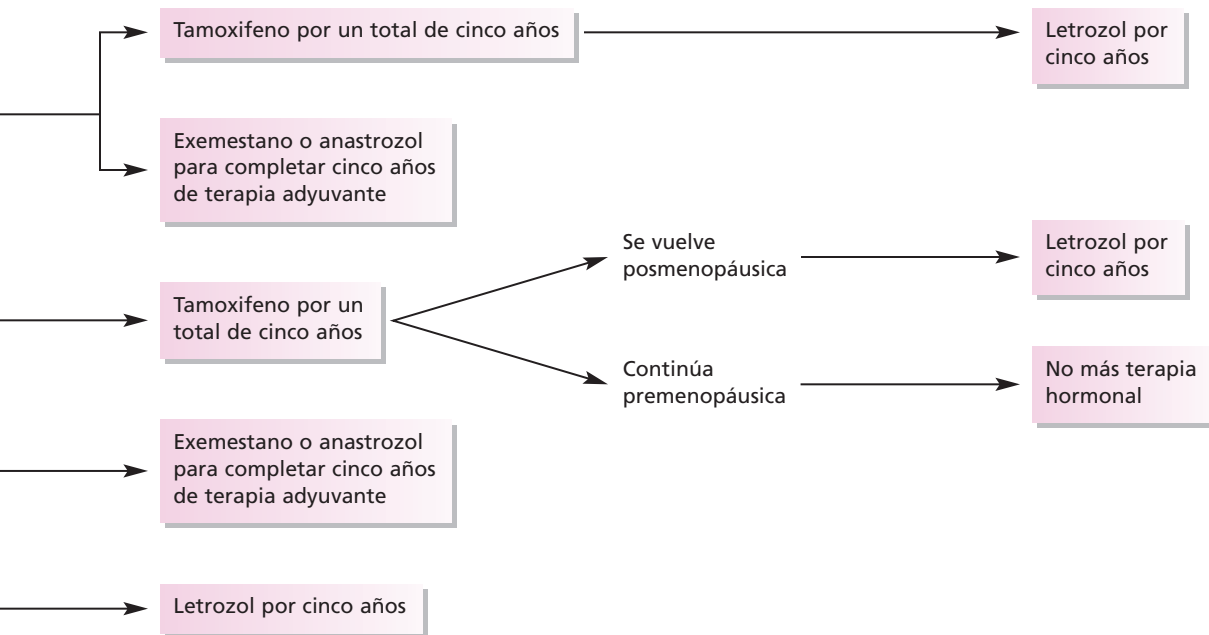 Tamoxifeno por un total de cinco años
Letrozol por
cinco años
Exemestano o anastrozol
para completar cinco años
de terapia adyuvante
Tamoxifeno por un
total de cinco años
Se vuelve
posmenopáusica
Letrozol por
cinco años
Continúa
premenopáusica
No más terapia
hormonal
Exemestano o anastrozol
para completar cinco años
de terapia adyuvante
Letrozol por cinco años